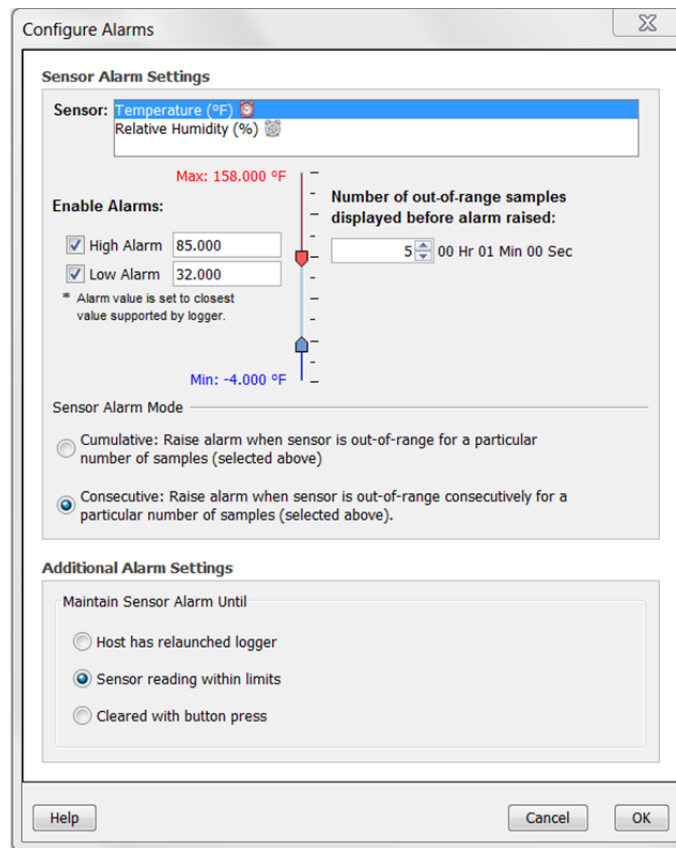 Configure Alarms
Sensor Alarm Settings
Sensor: Temperature (°F)
Relative Humidity (%)
Max: 158.000 °F
Enable Alarms:
Number of out-of-range samples
displayed before alarm raised:
High Alarm 85.000
5 00 Hr 01 Min 00 Sec
Low Alarm 32.000
* Alarm value is set to closest
value supported by logger.
Min: -4.000 °F
Sensor Alarm Mode
Cumulative: Raise alarm when sensor is out-of-range for a particular
number of samples (selected above)
Consecutive: Raise alarm when sensor is out-of-range consecutively for a
particular number of samples (selected above).
Additional Alarm Settings
Maintain Sensor Alarm Until
Host has relaunched logger
Sensor reading within limits
Cleared with button press
Help
Cancel
OK